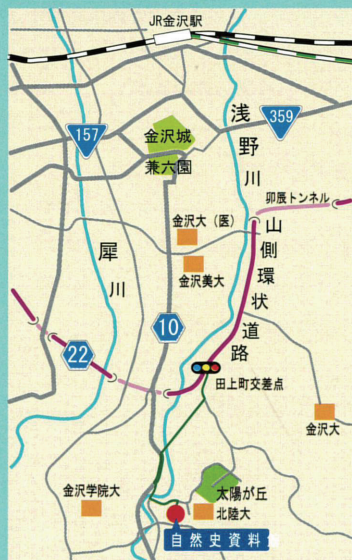 JR金沢駅
157
359
金沢城
兼六園
浅野川
卯辰トンネル
金沢大（医）
金沢美大
犀川
山側環状道路
10
22
田上町交差点
金沢大
太陽が丘
金沢学院大
北陸大
自然史資料館